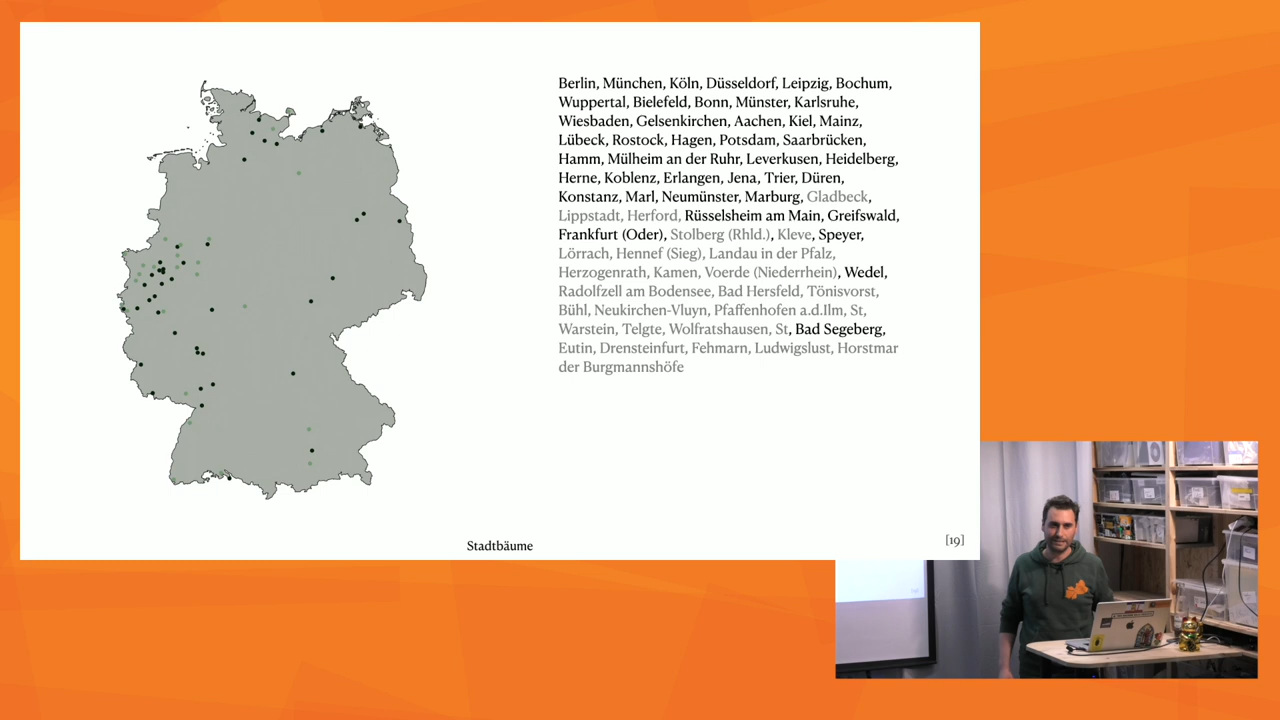 Berlin, München, Köln, Düsseldorf, Leipzig, Bochum,
Wuppertal, Bielefeld, Bonn, Münster, Karlsruhe,
Wiesbaden, Gelsenkirchen, Aachen, Kiel, Mainz,
Lübeck, Rostock, Hagen, Potsdam, Saarbrücken,
Hamm, Mülheim an der Ruhr, Leverkusen, Heidelberg,
Herne, Koblenz, Erlangen, Jena, Trier, Düren,
Konstanz, Marl, Neumünster, Marburg, Gladbeck,
Lippstadt, Herford, Rüsselsheim am Main, Greifswald,
Frankfurt (Oder), Stolberg (Rhld.), Kleve, Speyer,
Lörrach, Hennef (Sieg), Landau in der Pfalz,
Herzogenrath, Kamen, Voerde (Niederrhein), Wedel,
Radolfzell am Bodensee, Bad Hersfeld, Tönisvorst,
Bühl, Neukirchen-Vluyn, Pfaffenhofen a.d.Ilm, St,
Warstein, Telgte, Wolfratshausen, St, Bad Segeberg,
Eutin, Drensteinfurt, Fehmarn, Ludwigslust, Horstmar
der Burgmannshöfe
Stadtbäume
[19]